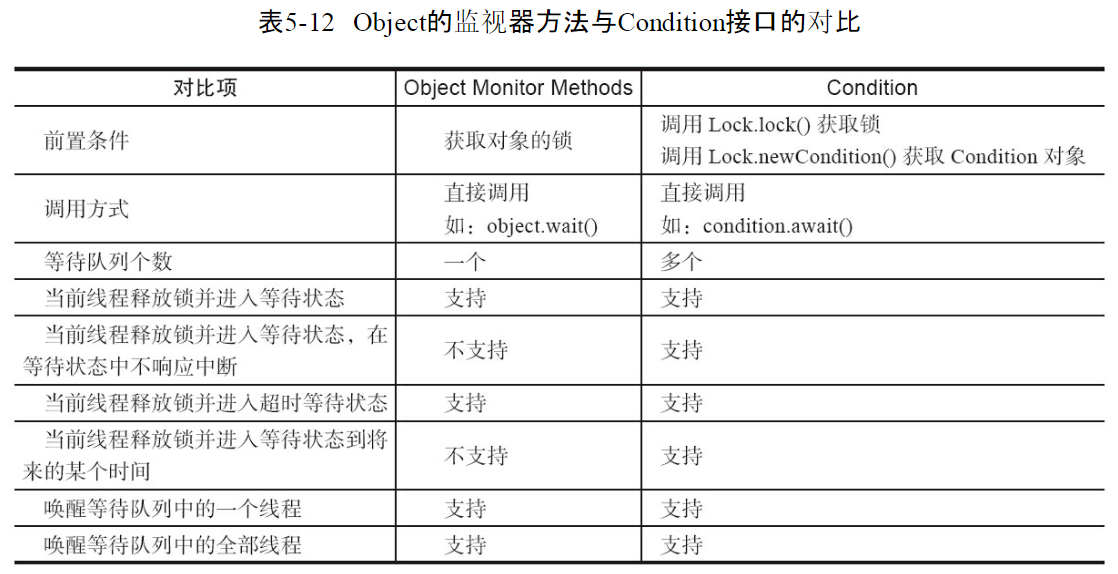 表5-12 Object的监视器方法与Condition接口的对比
对比项 Object Monitor Methods Condition
前置条件 获取对象的锁 调用 Lock.lock() 获取锁
调用 Lock.newCondition() 获取 Condition 对象
调用方式 直接调用 直接调用
如：object.wait() 如：condition.await()
等待队列个数 一个 多个
当前线程释放锁并进入等待状态 支持 支持
当前线程释放锁并进入等待状态，在 不支持 支持
等待状态中不响应中断
当前线程释放锁并进入超时等待状态 支持 支持
当前线程释放锁并进入等待状态到将 不支持 支持
来的某个时间
唤醒等待队列中的一个线程 支持 支持
唤醒等待队列中的全部线程 支持 支持